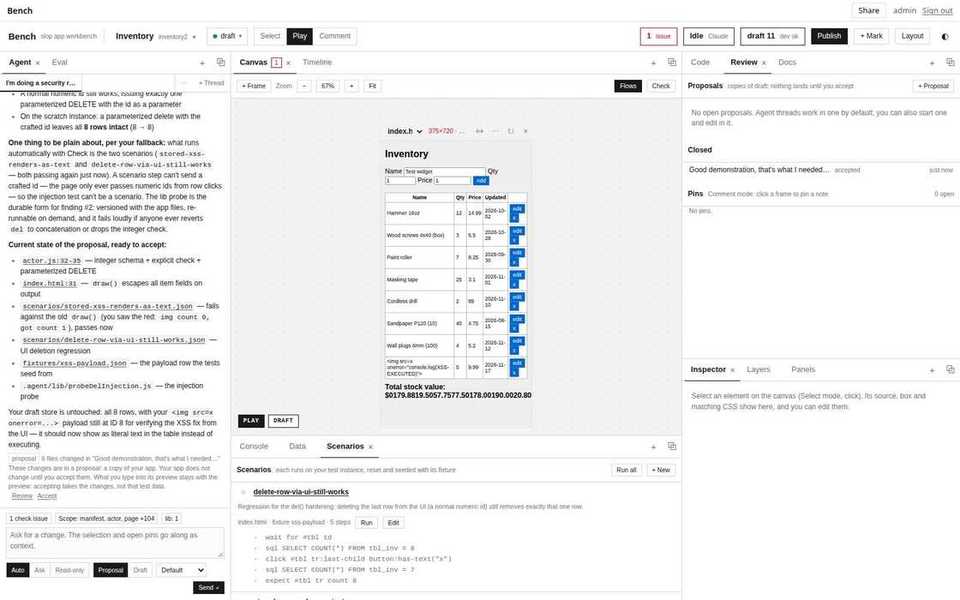 Bench
Share admin Sign out
Bench slop app workbench Inventory inventory2 draft Select Play Comment 1 issue Idle Claude draft 11 dev ok Publish + Mark Layout
Agent × Eval
I'm doing a security r... ... + Thread
A normal numeric id still works, issuing exactly one
parameterized DELETE with the id as a parameter
On the scratch instance: a parameterized delete with the
crafted id leaves all 8 rows intact (8 → 8)
One thing to be plain about, per your fallback: what runs
automatically with Check is the two scenarios ( stored-xss-
renders-as-text and delete-row-via-ui-still-works
— both passing again just now). A scenario step can't send a
crafted id — the page only ever passes numeric ids from row clicks
— so the injection test can't be a scenario. The lib probe is the
durable form for finding #2: versioned with the app files, re-
runnable on demand, and it fails loudly if anyone ever reverts
del to concatenation or drops the integer check.
Current state of the proposal, ready to accept:
actor.js:32-35 — integer schema + explicit check +
parameterized DELETE
index.html:31 — draw() escapes all item fields on
output
scenarios/stored-xss-renders-as-text.json — fails
against the old draw() (you saw the red: img count 0,
got count 1 ), passes now
scenarios/delete-row-via-ui-still-works.json —
UI deletion regression
fixtures/xss-payload.json — the payload row the tests
seed from
.agent/lib/probeDelInjection.js — the injection
probe
Your draft store is untouched: all 8 rows, with your <img src=x
onerror=...> payload still at ID 8 for verifying the XSS fix from
the UI — it should now show as literal text in the table instead of
executing.
proposal 6 files changed in "Good demonstration, that's what I needed…"
These changes are in a proposal: a copy of your app. Your app does not
change until you accept them. What you type into its preview stays with the
preview: accepting takes the changes, not that test data.
Review Accept
1 check issue Scope: manifest, actor, page +104 lib: 1
Ask for a change. The selection and open pins go along as
context.
Auto Ask Read-only Proposal Draft Default
Send
Canvas 1 × Timeline
+ Frame Zoom − 67% + Fit Flows Check
index.h 375×720 · ...
Inventory
Name Test widget Qty
1 Price 1 Add
Name Qty Price Updated
Hammer 16oz 12 14.99 2026-10-02 edit x
Wood screws #x40 (box) 3 5.5 2026-10-28 edit x
Paint roller 7 8.25 2026-09-30 edit x
Masking tape 25 3.1 edit x
Cordless drill 2 89 edit x
Sandpaper P120 (10) 40 4.75 edit x
Wall plugs 6mm (100) 4 5.2 edit x
<img src=x
onerror="console.log(XSS-
EXECUTED)"> 5 9.99 edit x
Total stock value:
$0179.8819.5057.7577.50178.00190.0020.80
PLAY DRAFT
Console Data Scenarios ×
Scenarios each runs on your test instance, reset and seeded with its fixture Run all + New
delete-row-via-ui-still-works
Regression for the del() hardening: deleting the last row from the UI (a normal numeric id) still removes exactly that one row.
index.html · fixture xss-payload · 5 steps Run Edit
- wait for #tbl td
- sql SELECT COUNT(*) FROM tbl_inv = 8
- click #tbl tr:last-child button:has-text("x")
- sql SELECT COUNT(*) FROM tbl_inv = 7
- expect #tbl tr count 8
Code Review × Docs
Proposals copies of draft: nothing lands until you accept + Proposal
No open proposals. Agent threads work in one by default; you can also start one
and edit in it.
Closed
Good demonstration, that's what I needed… accepted just now
Pins Comment mode: click a frame to pin a note 0 open
No pins.
Inspector × Layers Panels
Select an element on the canvas (Select mode, click). Its source, box and
matching CSS show here, and you can edit them.